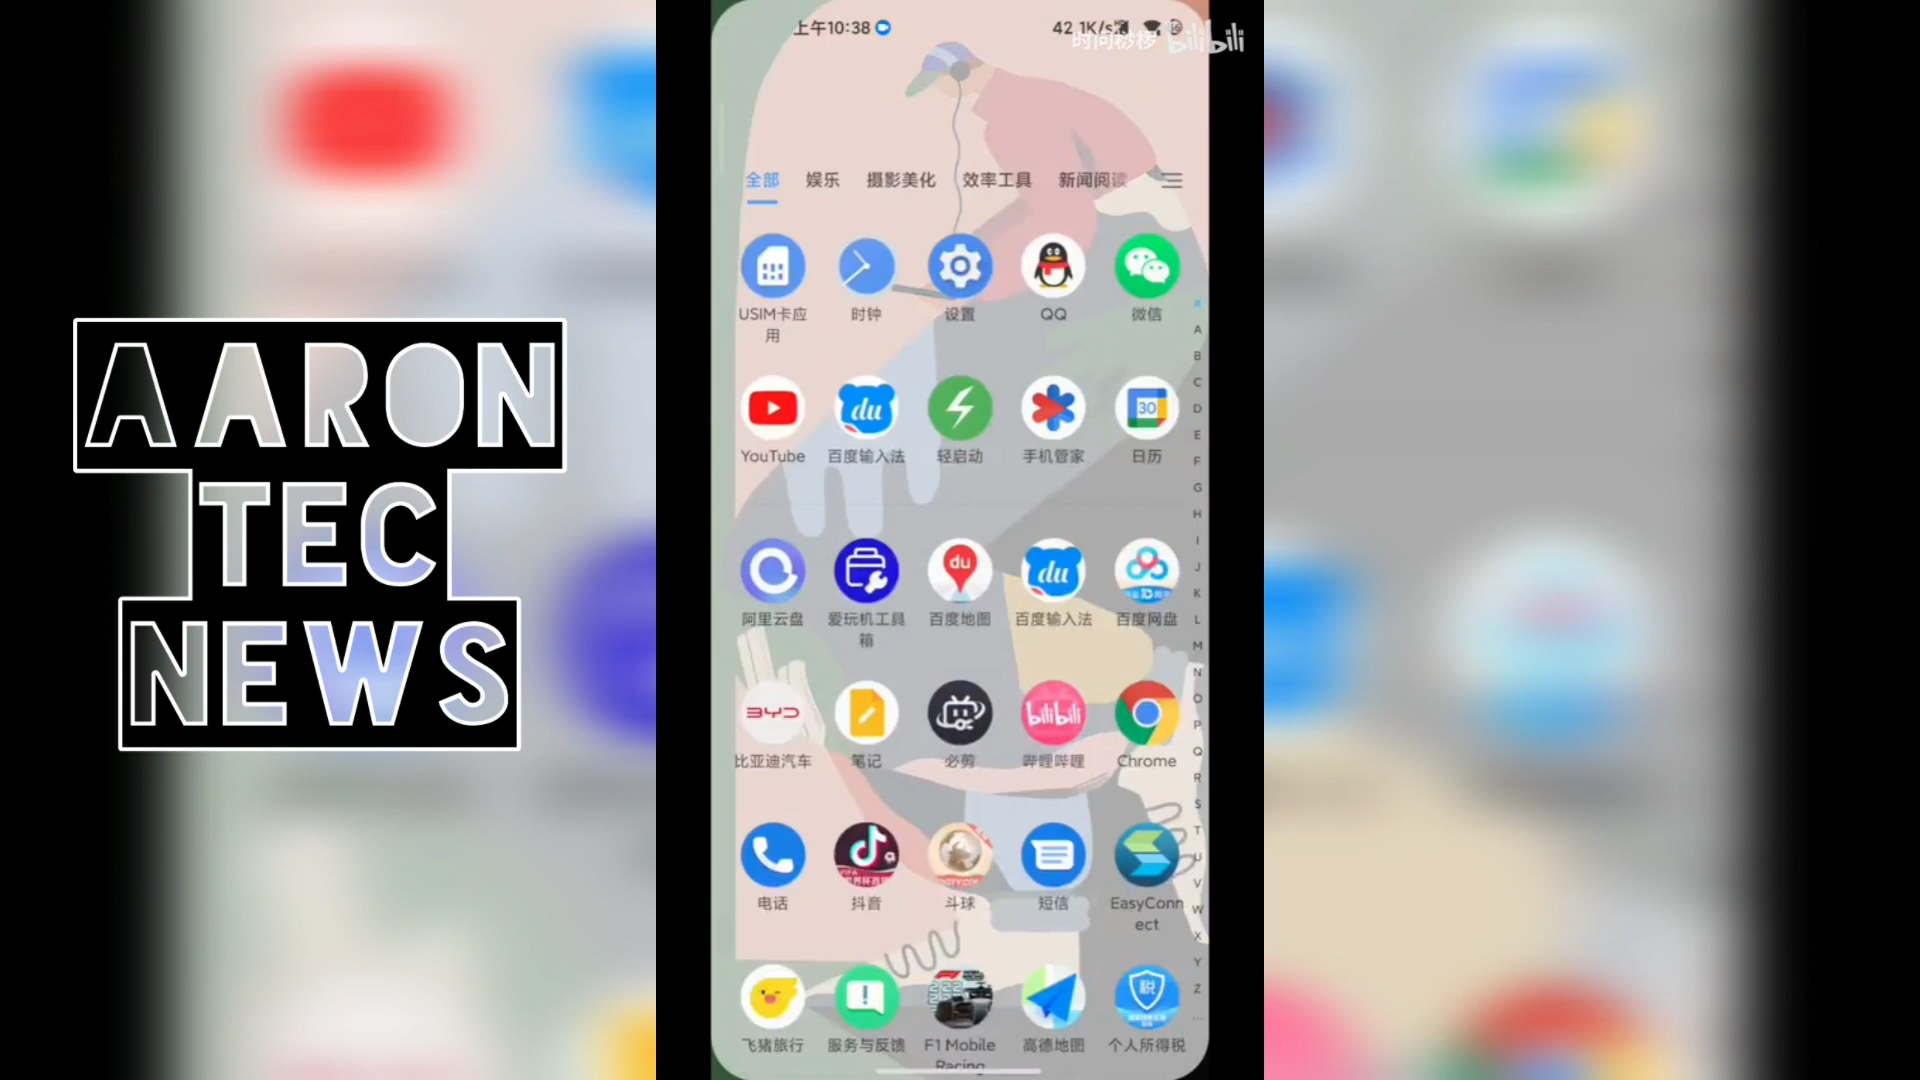 上午10:38
42.1K/s
时间秒秒 bilibili
全部 娱乐 摄影美化 效率工具 新闻阅读
USIM卡应用 时钟 设置 QQ 微信
YouTube 百度输入法 轻启动 手机管家 日历
du
30
阿里云盘 爱玩机工具箱 百度地图 百度输入法 百度网盘
du
du
BYD
bilibili
比亚迪汽车 笔记 必剪 哔哩哔哩 Chrome
电话 抖音 斗球 短信 EasyConnect
税
飞猪旅行 服务与反馈 F1 Mobile Racing 高德地图 个人所得税
A
B
C
D
E
F
G
H
I
J
K
L
M
N
O
P
Q
R
S
T
U
V
W
X
Y
Z
AARON
TEC
NEWS